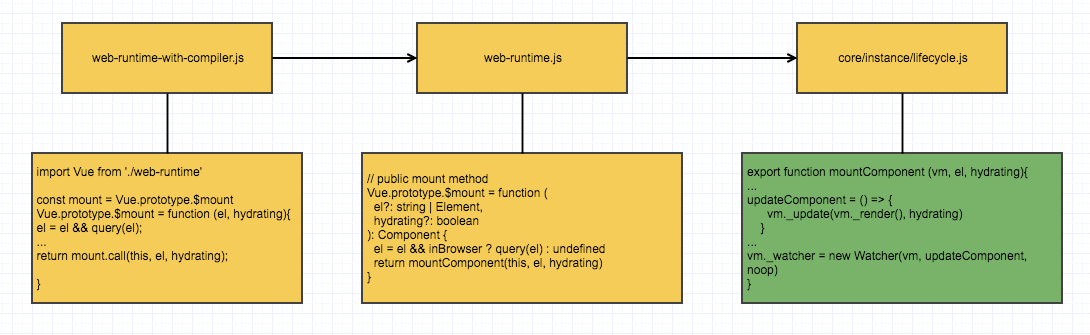 web-runtime-with-compiler.js
web-runtime.js
core/instance/lifecycle.js
import Vue from './web-runtime'
const mount = Vue.prototype.$mount
Vue.prototype.$mount = function (el, hydrating){
el = el && query(el);
...
return mount.call(this, el, hydrating);
}
// public mount method
Vue.prototype.$mount = function (
el?: string | Element,
hydrating?: boolean
): Component {
el = el && inBrowser ? query(el) : undefined
return mountComponent(this, el, hydrating)
}
export function mountComponent (vm, el, hydrating){
...
updateComponent = () => {
vm._update(vm._render(), hydrating)
}
...
vm._watcher = new Watcher(vm, updateComponent,
noop)
}